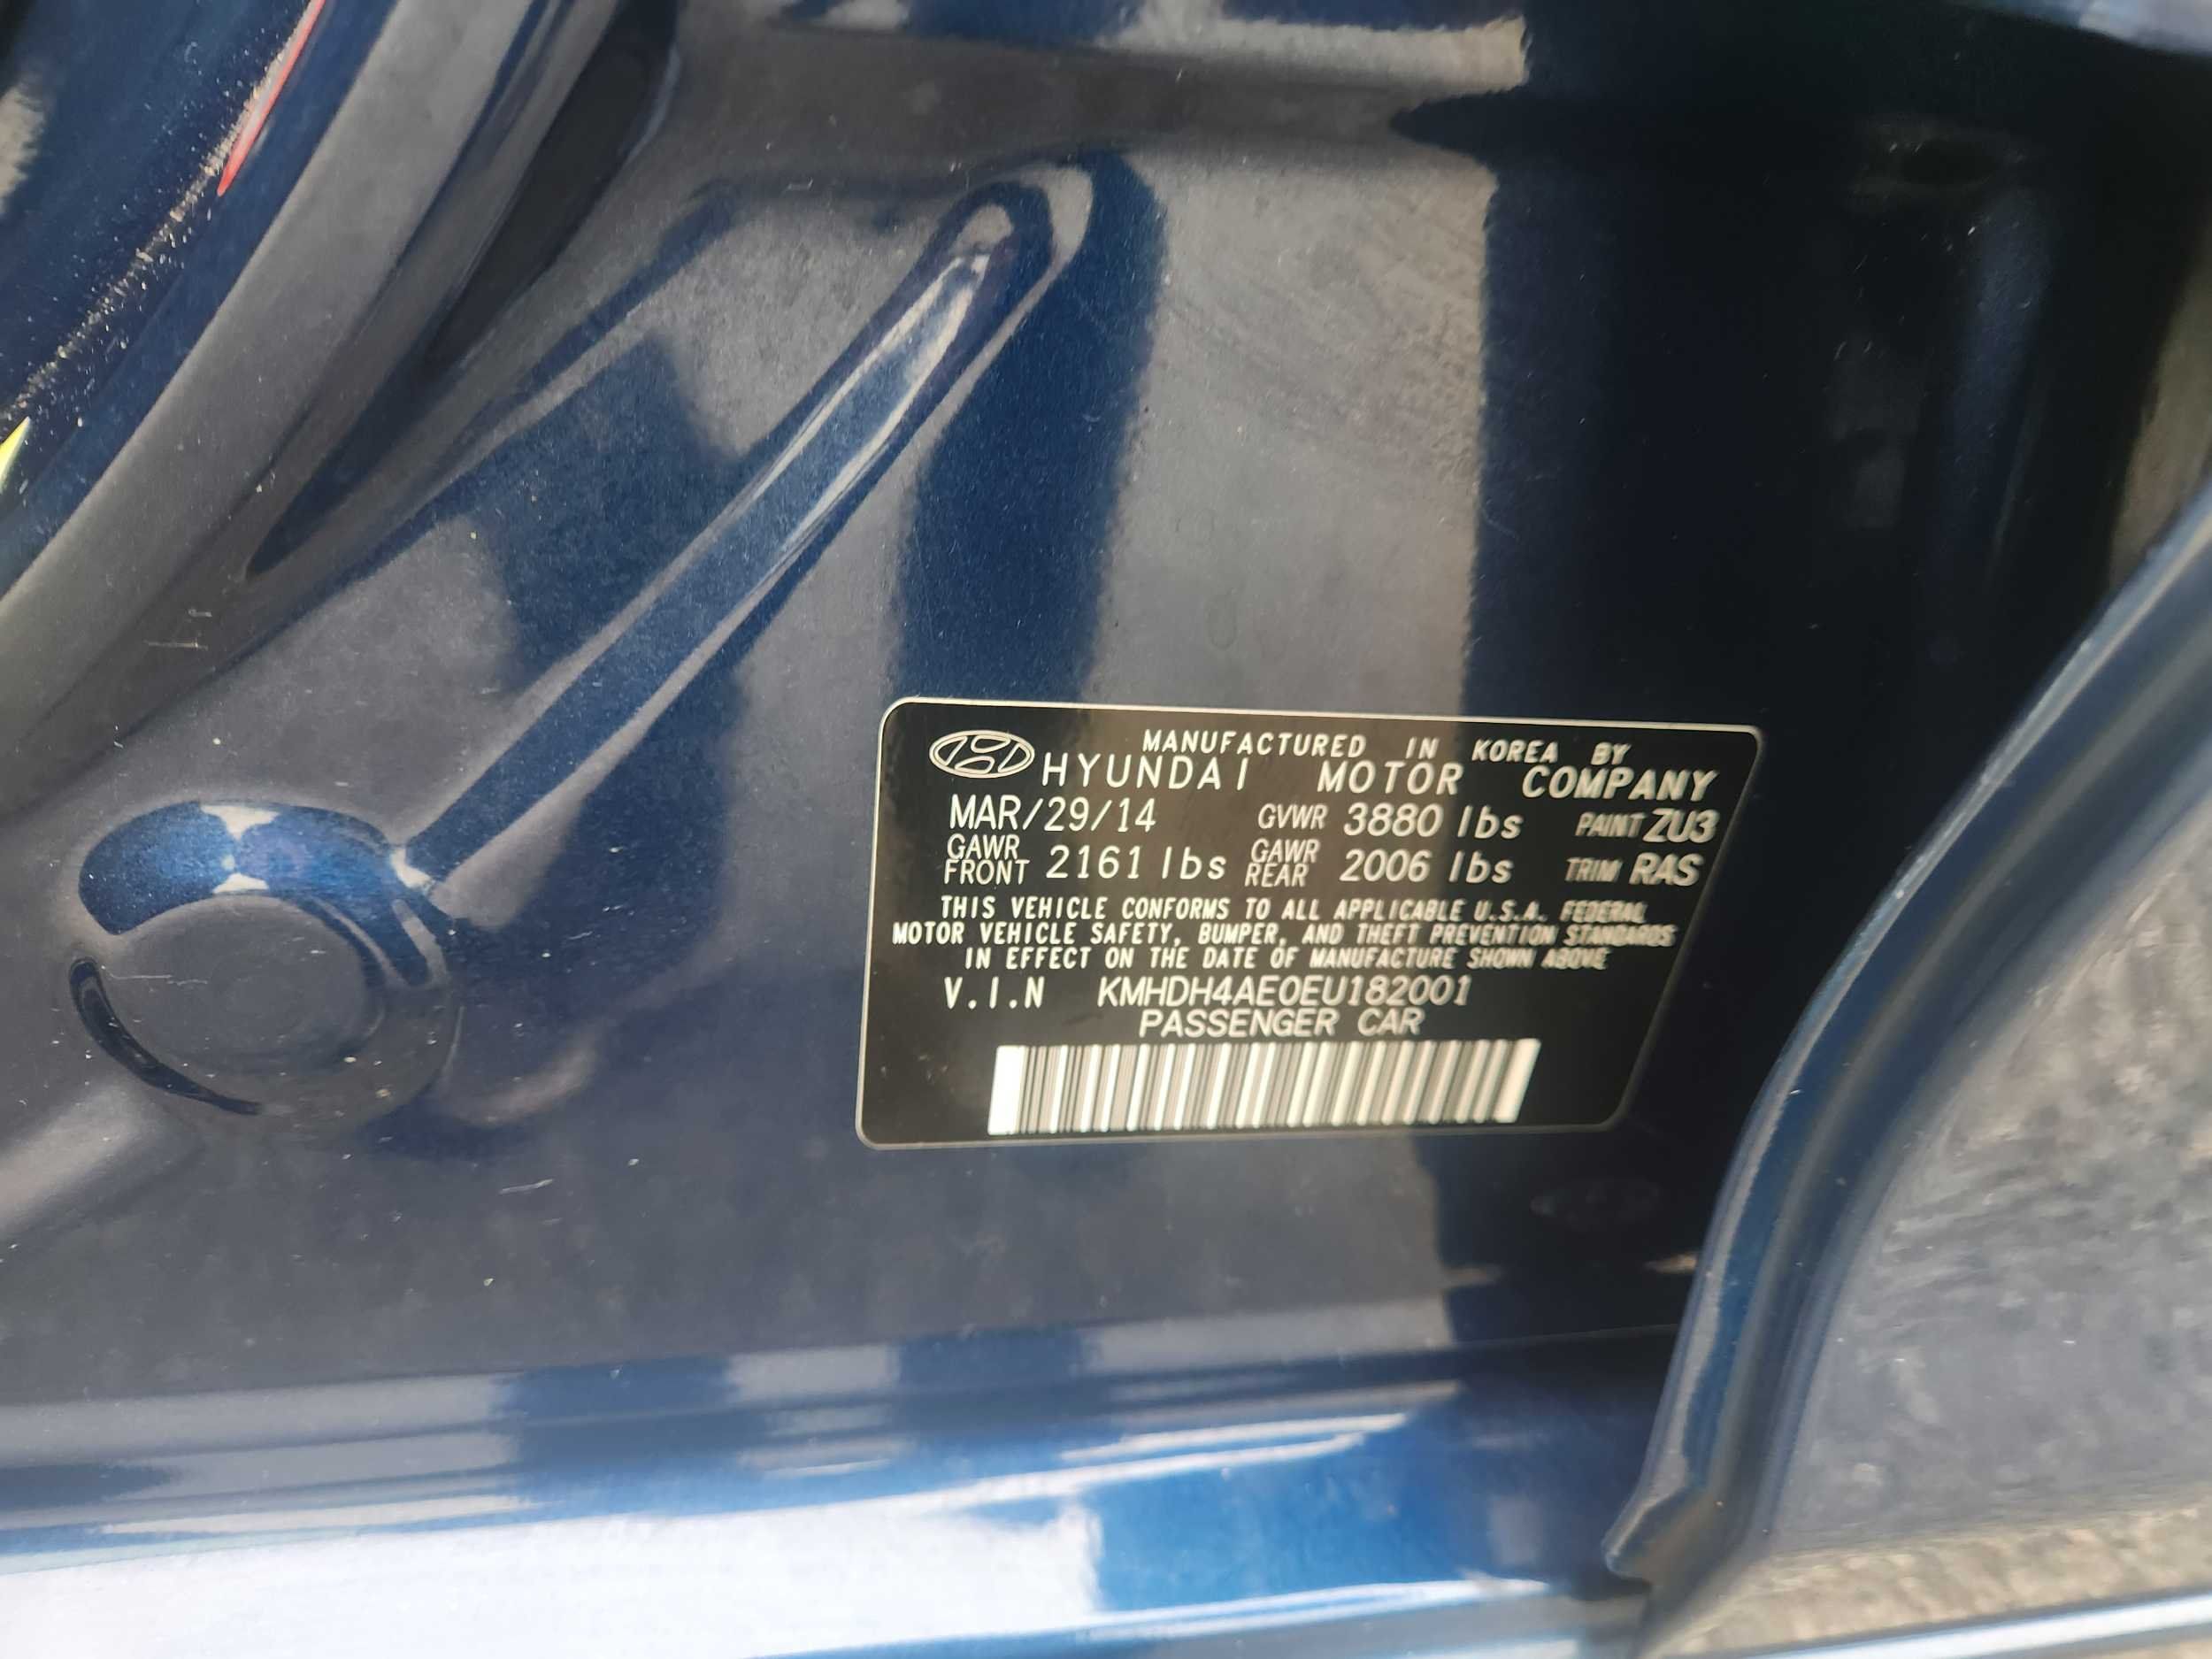 MANUFACTURED IN KOREA BY
HYUNDAI MOTOR COMPANY
MAR/29/14 GVWR 3880 lbs PAINT ZU3
GAWR FRONT 2161 lbs GAWR REAR 2006 lbs TRIM RAS
THIS VEHICLE CONFORMS TO ALL APPLICABLE U.S.A. FEDERAL
MOTOR VEHICLE SAFETY, BUMPER, AND THEFT PREVENTION STANDARDS
IN EFFECT ON THE DATE OF MANUFACTURE SHOWN ABOVE
V.I.N KMHDH4AE0EU182001
PASSENGER CAR